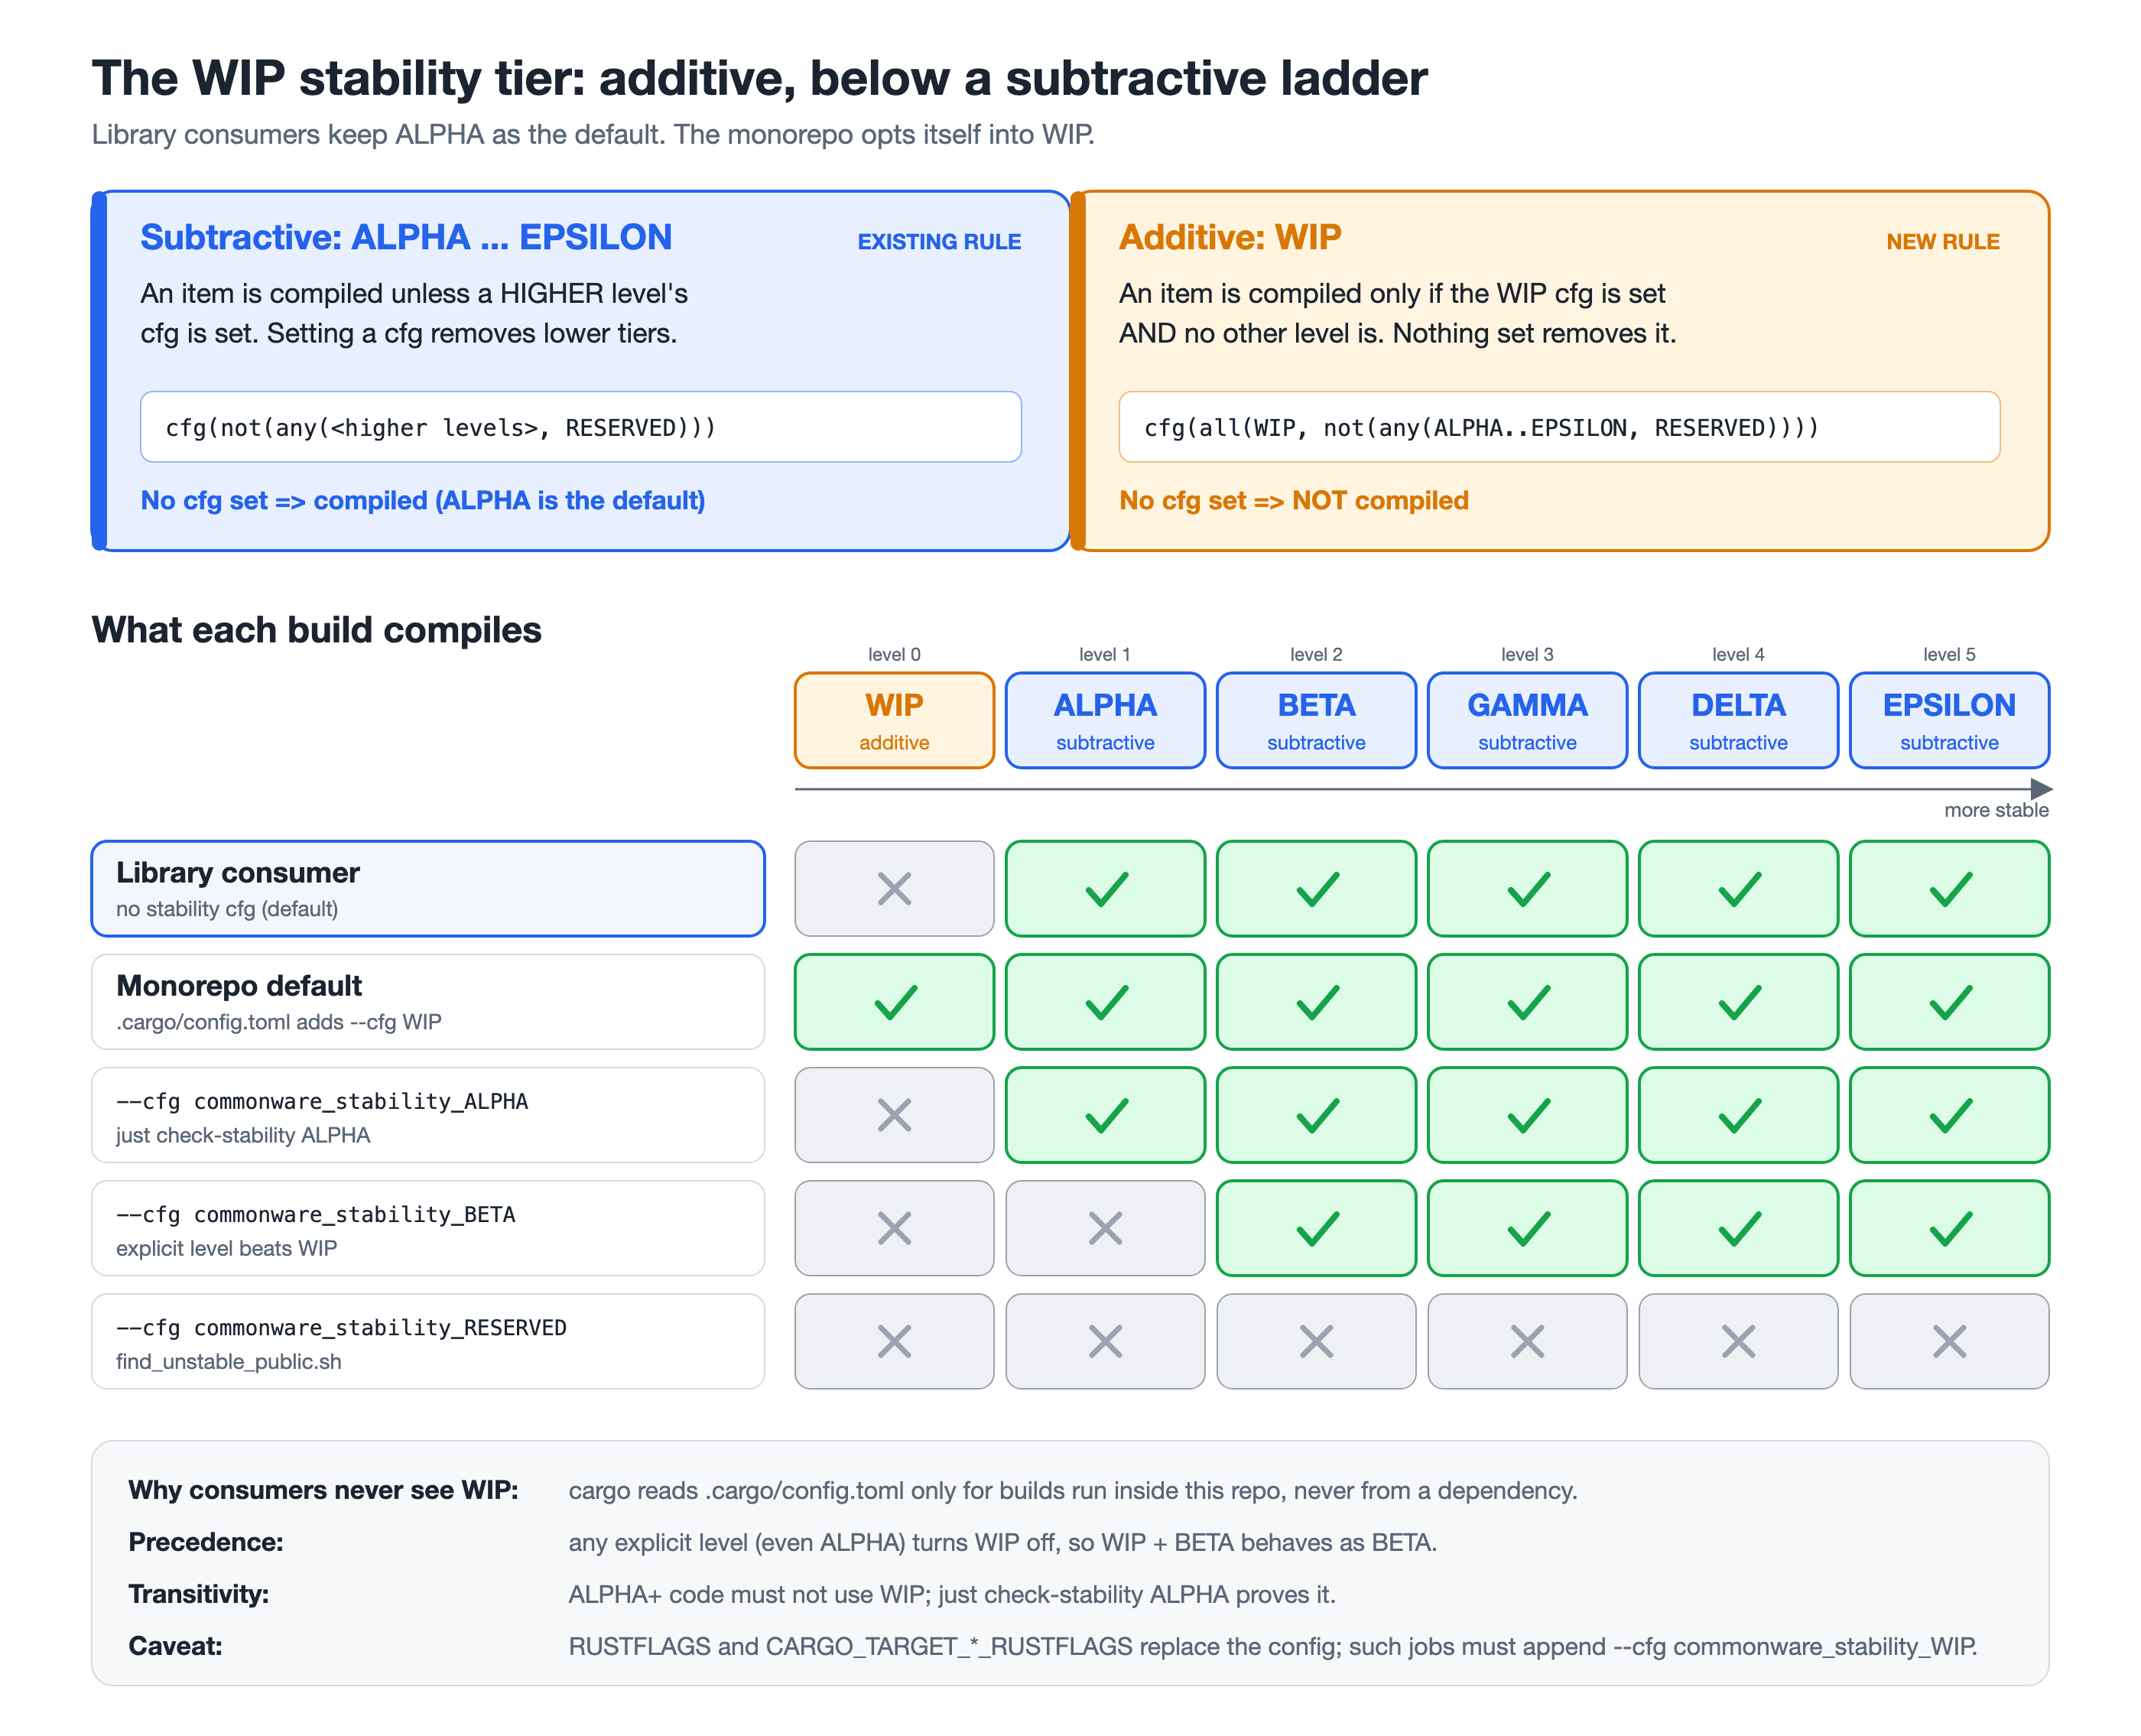 The WIP stability tier: additive, below a subtractive ladder
Library consumers keep ALPHA as the default. The monorepo opts itself into WIP.
Subtractive: ALPHA ... EPSILON
EXISTING RULE
An item is compiled unless a HIGHER level's
cfg is set. Setting a cfg removes lower tiers.
cfg(not(any(<higher levels>, RESERVED)))
No cfg set => compiled (ALPHA is the default)
Additive: WIP
NEW RULE
An item is compiled only if the WIP cfg is set
AND no other level is. Nothing set removes it.
cfg(all(WIP, not(any(ALPHA..EPSILON, RESERVED))))
No cfg set => NOT compiled
What each build compiles
level 0
level 1
level 2
level 3
level 4
level 5
WIP
additive
ALPHA
subtractive
BETA
subtractive
GAMMA
subtractive
DELTA
subtractive
EPSILON
subtractive
more stable
Library consumer
no stability cfg (default)
Monorepo default
.cargo/config.toml adds --cfg WIP
--cfg commonware_stability_ALPHA
just check-stability ALPHA
--cfg commonware_stability_BETA
explicit level beats WIP
--cfg commonware_stability_RESERVED
find_unstable_public.sh
Why consumers never see WIP: cargo reads .cargo/config.toml only for builds run inside this repo, never from a dependency.
Precedence: any explicit level (even ALPHA) turns WIP off, so WIP + BETA behaves as BETA.
Transitivity: ALPHA+ code must not use WIP; just check-stability ALPHA proves it.
Caveat: RUSTFLAGS and CARGO_TARGET_*_RUSTFLAGS replace the config; such jobs must append --cfg commonware_stability_WIP.